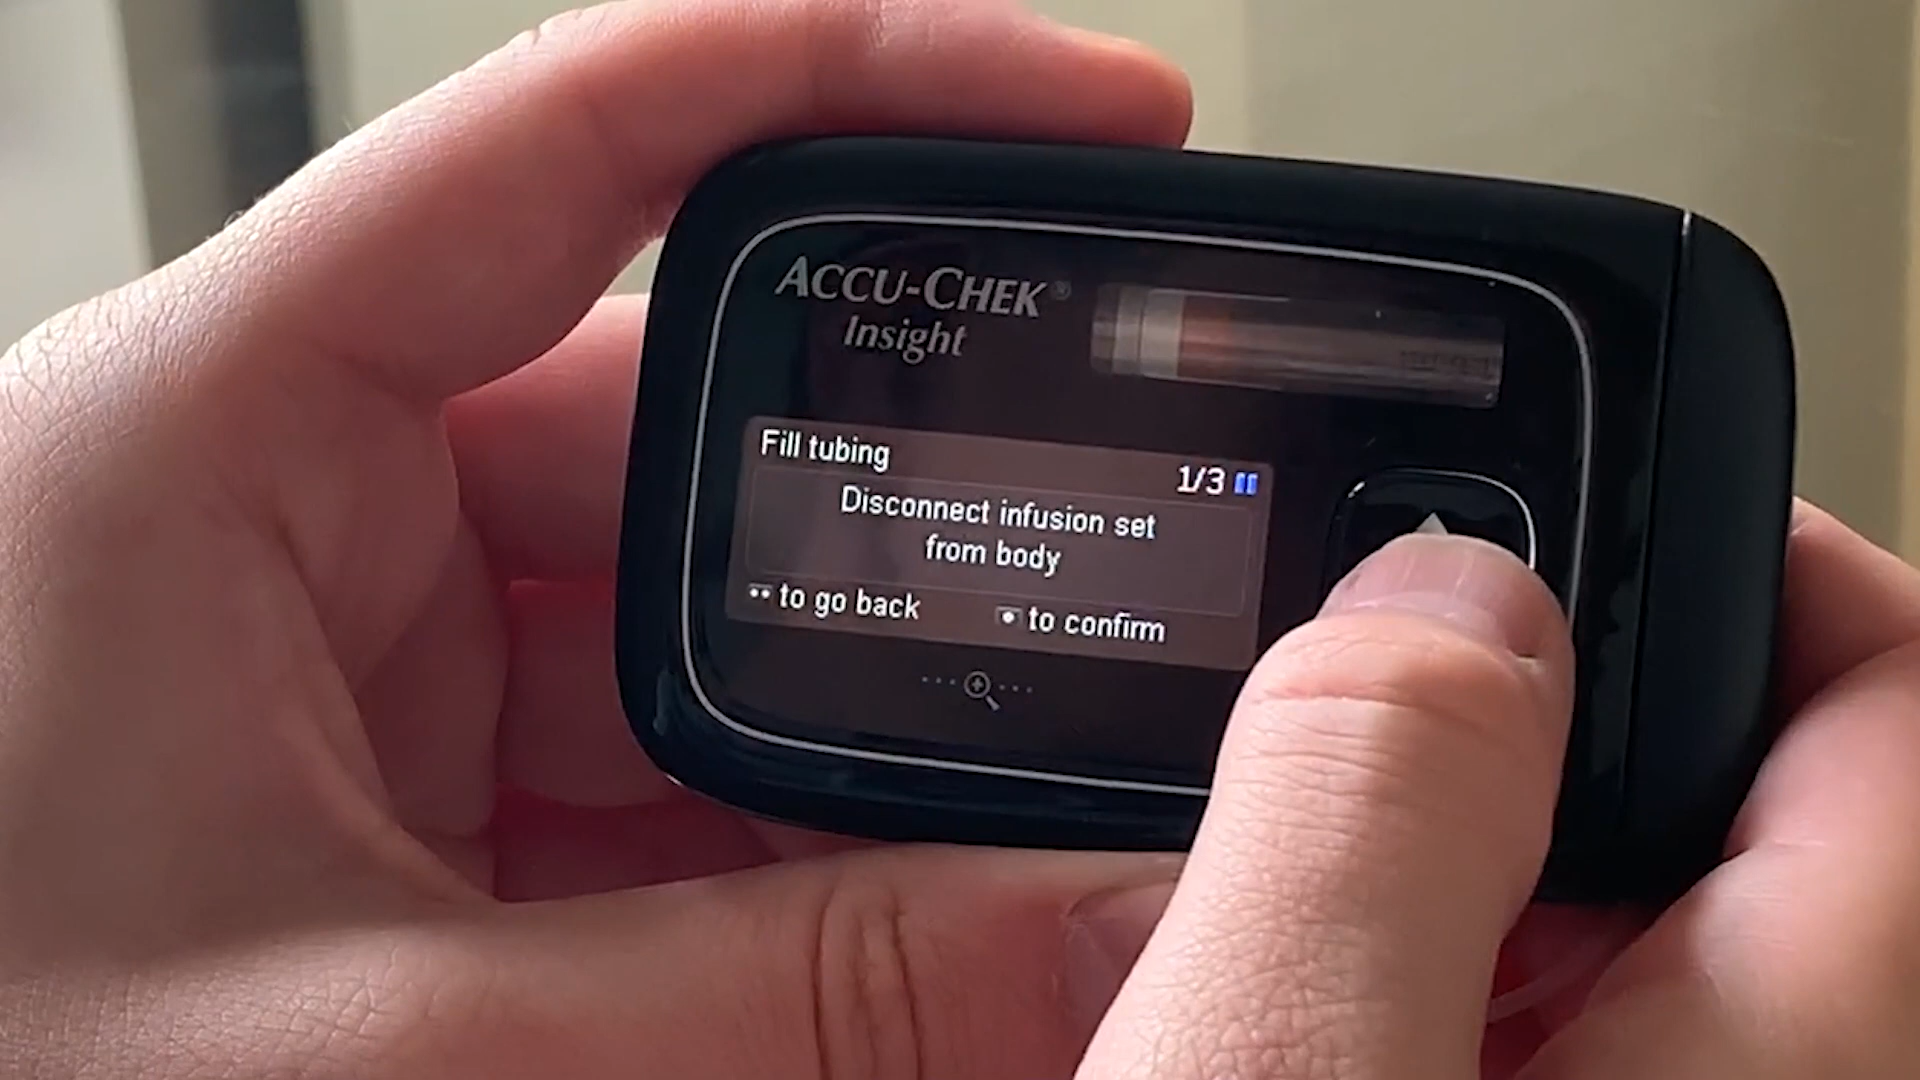 ACCU-CHEK®
Insight
Fill tubing
1/3
Disconnect infusion set
from body
to go back
to confirm